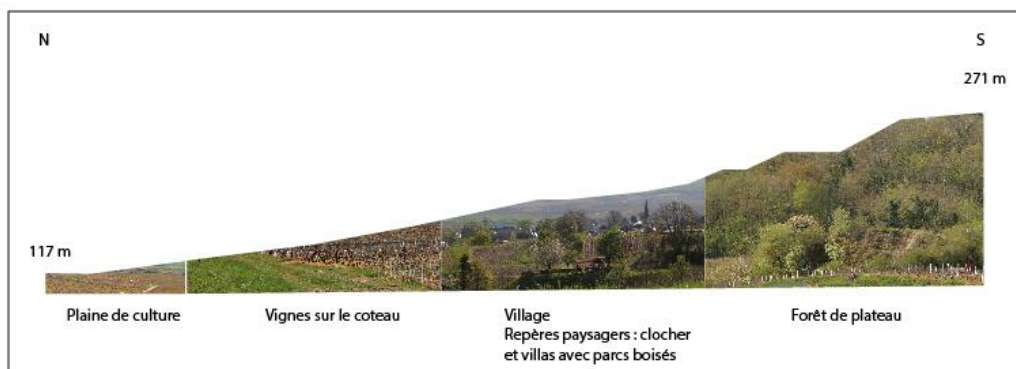 N
S
271 m
117 m
Plaine de culture
Vignes sur le coteau
Village
Repères paysagers : clocher
et villas avec parcs boisés
Forêt de plateau